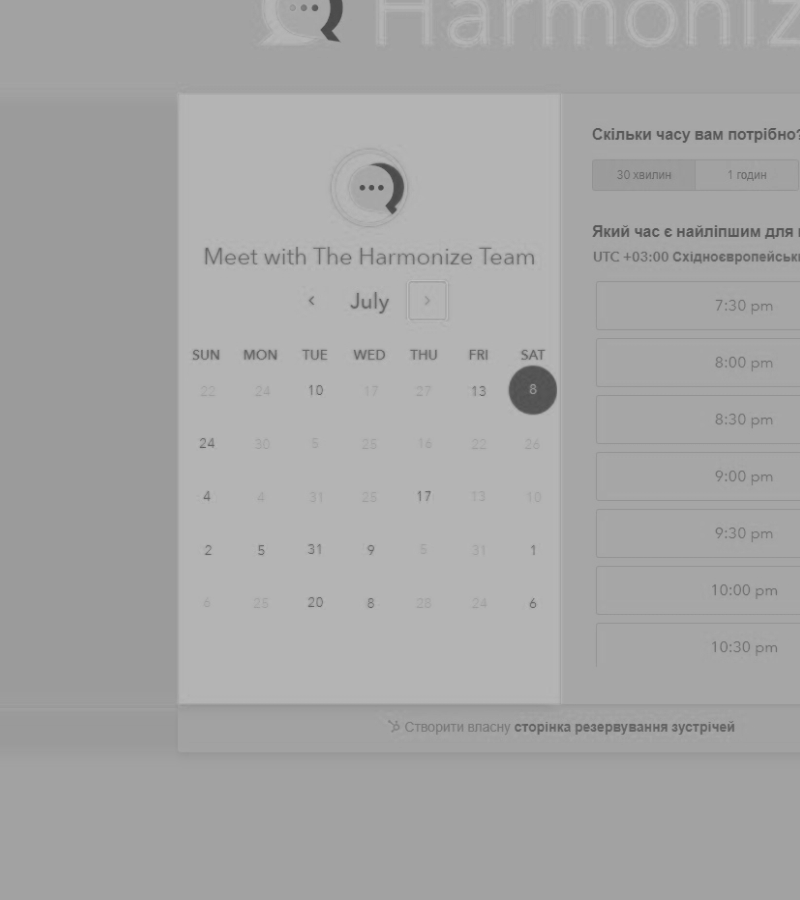 Harmoniz
Meet with The Harmonize Team
July
SUN MON TUE WED THU FRI SAT
22 24 10 17 27 13 8
24 30 5 25 16 22 26
4 4 31 25 17 13 10
2 5 31 9 5 31 1
6 25 20 8 28 24 6
Скільки часу вам потрібно?
30 хвилин 1 годин
Який час є найліпшим для
UTC +03:00 Східноєвропейськ
7:30 pm
8:00 pm
8:30 pm
9:00 pm
9:30 pm
10:00 pm
10:30 pm
Створити власну сторінка резервування зустрічей